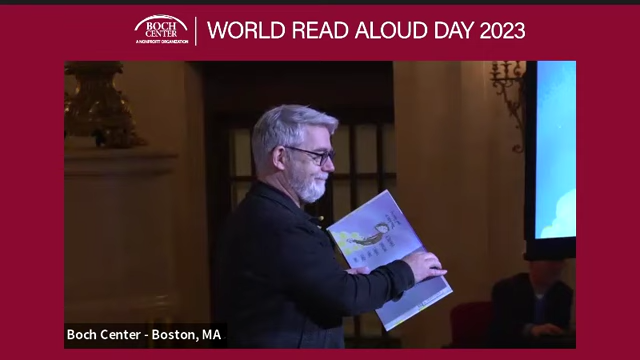 BOCH
CENTER
A NONPROFIT ORGANIZATION
WORLD READ ALOUD DAY 2023
Boch Center - Boston, MA